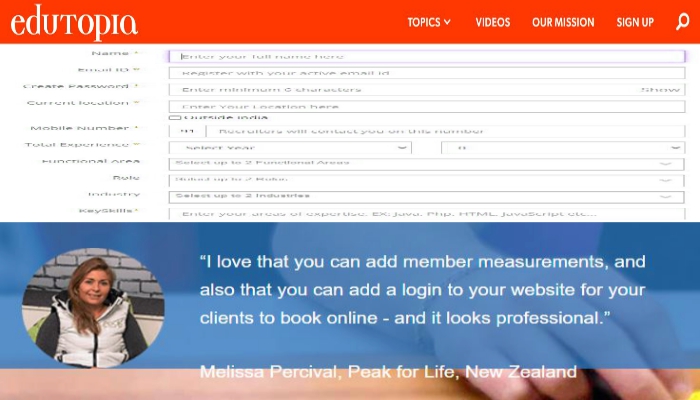 edutopia
TOPICS VIDEOS OUR MISSION SIGN UP
Name * Enter your full name here
Email ID * Register with your active email id
Create Password * Enter minimum 6 characters Show
Current location * Enter Your Location here
Outside India
Mobile Number * 91 Recruiters will contact you on this number
Total Experience * Select Year 0
Functional Area Select up to 2 Functional Areas
Role Select up to 2 Roles
Industry Select up to 2 Industries
KeySkills * Enter your areas of expertise. EX: Java, Php, HTML, JavaScript etc...
“I love that you can add member measurements, and
also that you can add a login to your website for your
clients to book online - and it looks professional.”
Melissa Percival, Peak for Life, New Zealand